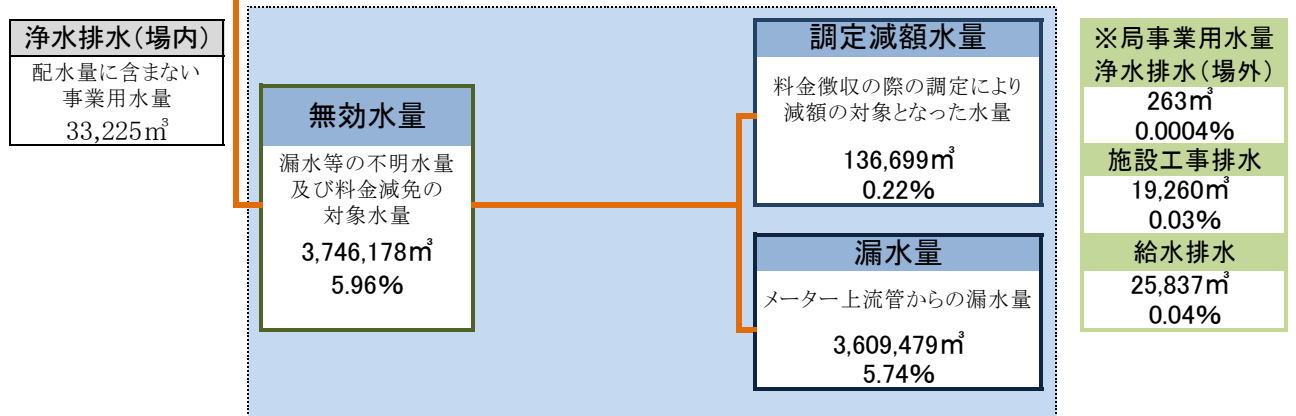 浄水排水（場内）
配水量に含まない
事業用水量
33,225㎥
無効水量
漏水等の不明水量
及び料金減免の
対象水量
3,746,178㎥
5.96%
調定減額水量
料金徴収の際の調定により
減額の対象となった水量
136,699㎥
0.22%
漏水量
メーター上流管からの漏水量
3,609,479㎥
5.74%
※局事業用水量
浄水排水（場外）
263㎥
0.0004%
施設工事排水
19,260㎥
0.03%
給水排水
25,837㎥
0.04%